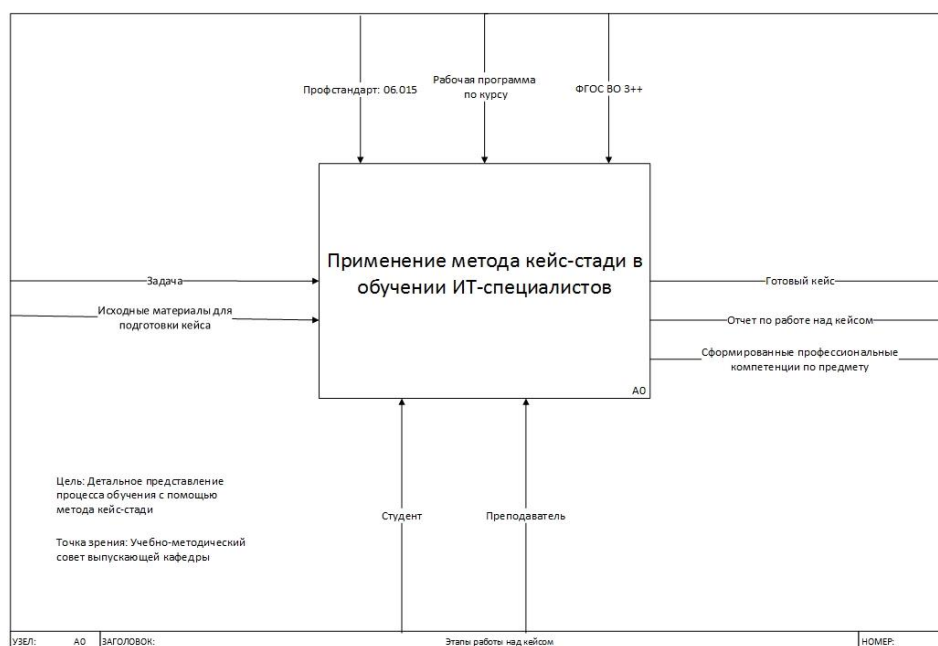 Профстандарт: 06.015
Рабочая программа
по курсу
ФГОС ВО 3++
Применение метода кейс-стади в
обучении ИТ-специалистов
А0
Задача
Исходные материалы для
подготовки кейса
Готовый кейс
Отчет по работе над кейсом
Сформированные профессиональные
компетенции по предмету
Цель: Детальное представление
процесса обучения с помощью
метода кейс-стади
Точка зрения: Учебно-методический
совет выпускающей кафедры
Студент
Преподаватель
УЗЕЛ: А0 ЗАГОЛОВОК: Этапы работы над кейсом НОМЕР: